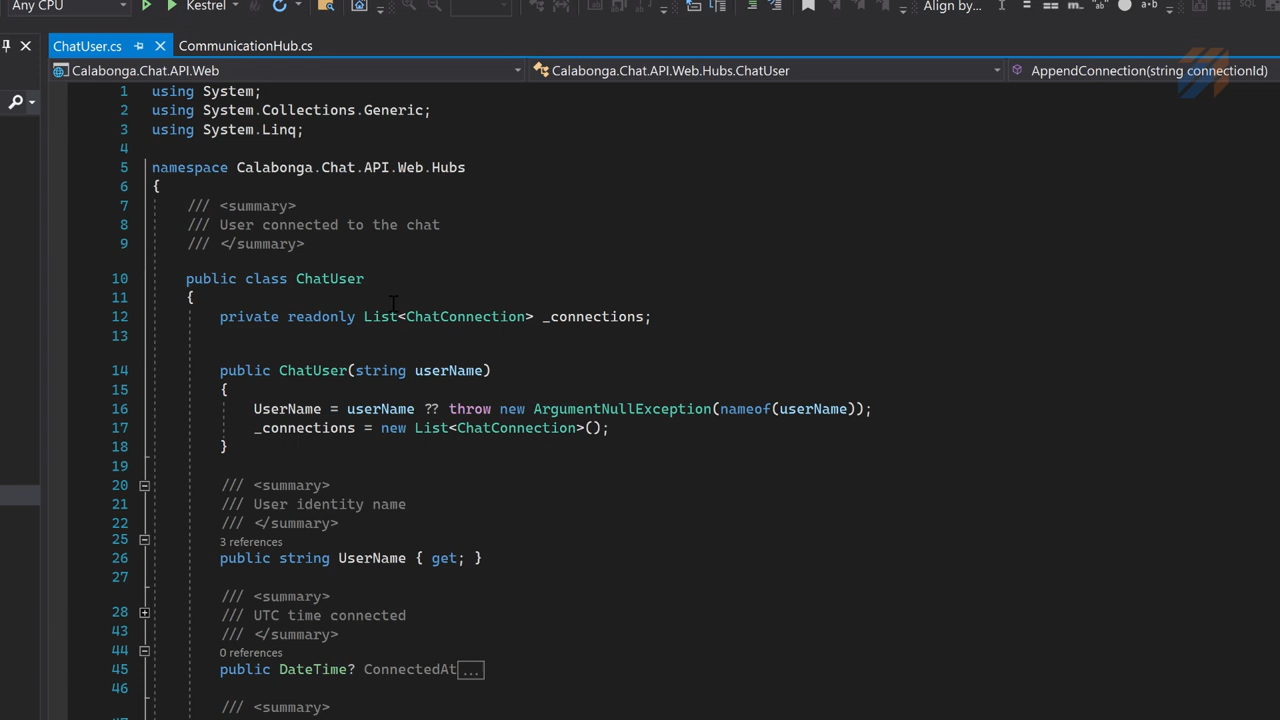 Any CPU Kestrel Align by...
ChatUser.cs CommunicationHub.cs
Calabonga.Chat.API.Web Calabonga.Chat.API.Web.Hubs.ChatUser AppendConnection(string connectionId)
1 using System;
2 using System.Collections.Generic;
3 using System.Linq;
4
5 namespace Calabonga.Chat.API.Web.Hubs
6 {
7 /// <summary>
8 /// User connected to the chat
9 /// </summary>
10 public class ChatUser
11 {
12 private readonly List<ChatConnection> _connections;
13
14 public ChatUser(string userName)
15 {
16 UserName = userName ?? throw new ArgumentNullException(nameof(userName));
17 _connections = new List<ChatConnection>();
18 }
19
20 /// <summary>
21 /// User identity name
22 /// </summary>
25 3 references
26 public string UserName { get; }
27
/// <summary>
28 /// UTC time connected
43 /// </summary>
44 0 references
45 public DateTime? ConnectedAt...
46
/// <summary>